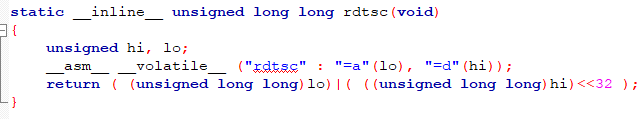 static __inline__ unsigned long long rdtsc(void)
{
unsigned hi, lo;
__asm__ __volatile__ ("rdtsc" : "=a"(lo), "=d"(hi));
return ( (unsigned long long)lo)|( ((unsigned long long)hi)<<32 );
}